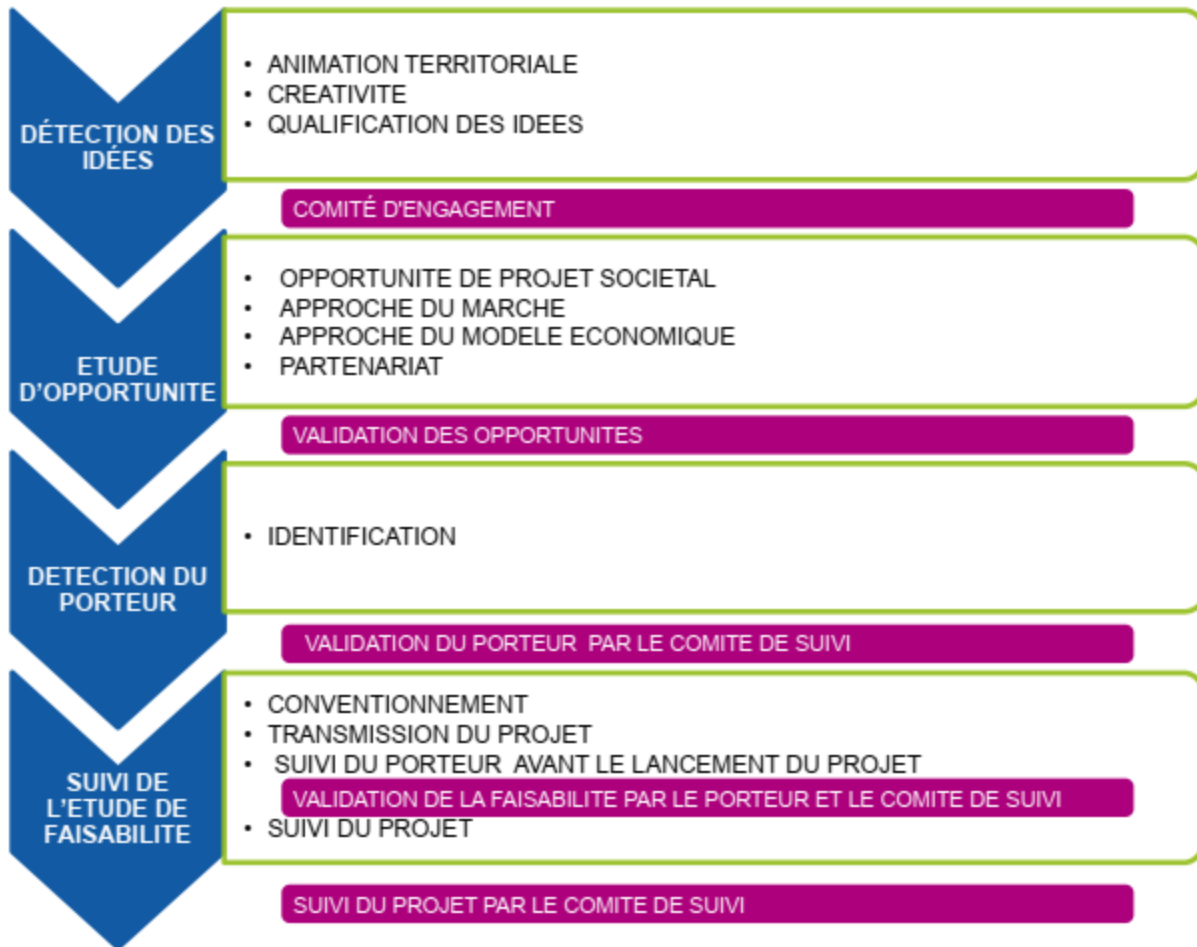 DÉTECTION DES
IDÉES
• ANIMATION TERRITORIALE
• CREATIVITE
• QUALIFICATION DES IDEES
COMITÉ D'ENGAGEMENT
ETUDE
D'OPPORTUNITE
• OPPORTUNITE DE PROJET SOCIETAL
• APPROCHE DU MARCHE
• APPROCHE DU MODELE ECONOMIQUE
• PARTENARIAT
VALIDATION DES OPPORTUNITES
DETECTION DU
PORTEUR
• IDENTIFICATION
VALIDATION DU PORTEUR PAR LE COMITE DE SUIVI
SUIVI DE
L'ETUDE DE
FAISABILITE
• CONVENTIONNEMENT
• TRANSMISSION DU PROJET
• SUIVI DU PORTEUR AVANT LE LANCEMENT DU PROJET
VALIDATION DE LA FAISABILITE PAR LE PORTEUR ET LE COMITE DE SUIVI
• SUIVI DU PROJET
SUIVI DU PROJET PAR LE COMITE DE SUIVI